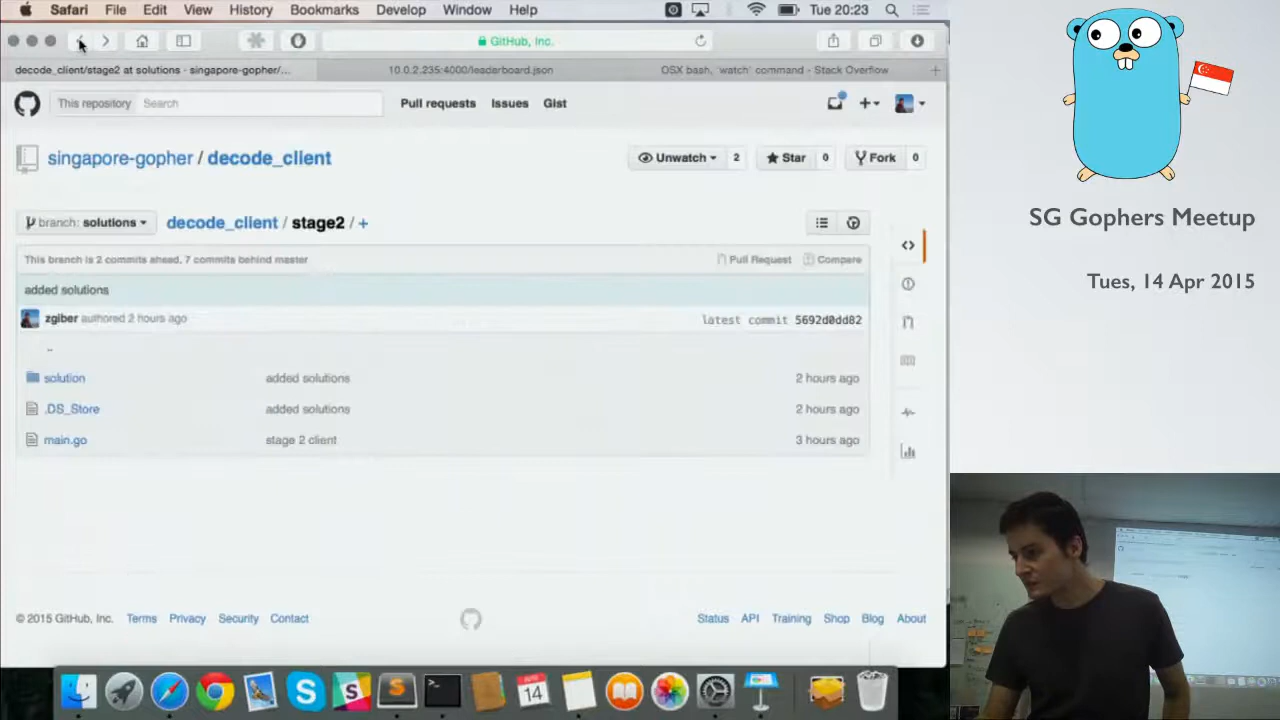 Safari File Edit View History Bookmarks Develop Window Help Tue 20:23
GitHub, Inc.
decode_client/stage2 at solutions - singapore-gopher/... 10.0.2.235:4000/leaderboard.json OSX bash, 'watch' command - Stack Overflow
This repository Search Pull requests Issues Gist
singapore-gopher / decode_client Unwatch 2 Star 0 Fork 0
branch: solutions decode_client / stage2 / +
This branch is 2 commits ahead, 7 commits behind master Pull Request Compare
added solutions
zgiber authored 2 hours ago latest commit 5692d0dd82
..
solution added solutions 2 hours ago
.DS_Store added solutions 2 hours ago
main.go stage 2 client 3 hours ago
© 2015 GitHub, Inc. Terms Privacy Security Contact Status API Training Shop Blog About
14
SG Gophers Meetup
Tues, 14 Apr 2015